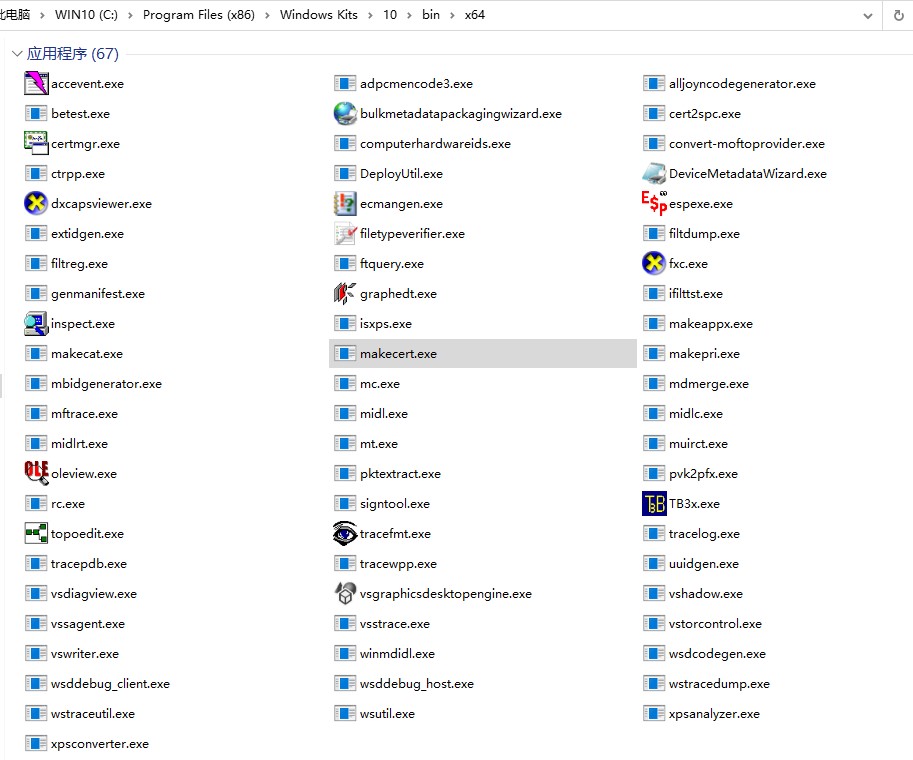 此电脑 > WIN10 (C:) > Program Files (x86) > Windows Kits > 10 > bin > x64
应用程序 (67)
accevent.exe adpcmencode3.exe alljoyncodegenerator.exe
betest.exe bulkmetadatapackagingwizard.exe cert2spc.exe
certmgr.exe computerhardwareids.exe convert-moftoprovider.exe
ctrpp.exe DeployUtil.exe DeviceMetadataWizard.exe
dxcapsviewer.exe ecmangen.exe espexe.exe
extidgen.exe filetypeverifier.exe filtdump.exe
filtreg.exe ftquery.exe fxc.exe
genmanifest.exe graphedt.exe ifilttst.exe
inspect.exe isxps.exe makeappx.exe
makecat.exe makecert.exe makepri.exe
mbidgenerator.exe mc.exe mdmerge.exe
mftrace.exe midl.exe midlc.exe
midlrt.exe mt.exe muirct.exe
oleview.exe pktextract.exe pvk2pfx.exe
rc.exe signtool.exe TB3x.exe
topoedit.exe tracefmt.exe tracelog.exe
tracepdb.exe tracewpp.exe uuidgen.exe
vsdiagview.exe vsgraphicsdesktopengine.exe vshadow.exe
vssagent.exe vsstrace.exe vstorcontrol.exe
vswriter.exe winmdidl.exe wsdcodegen.exe
wsddebug_client.exe wsddebug_host.exe wstracedump.exe
wstraceutil.exe wsutil.exe xpsanalyzer.exe
xpsconverter.exe